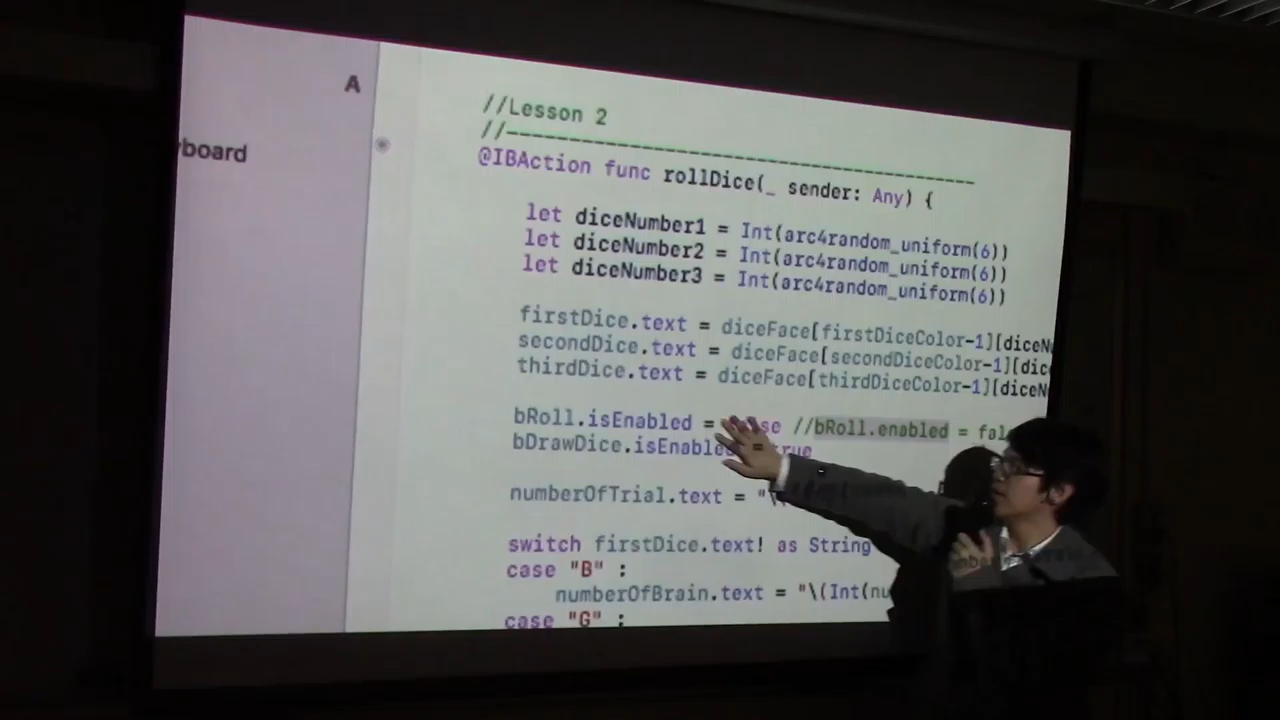 A
board
//Lesson 2
//------------------------------------------
@IBAction func rollDice(_ sender: Any) {
let diceNumber1 = Int(arc4random_uniform(6))
let diceNumber2 = Int(arc4random_uniform(6))
let diceNumber3 = Int(arc4random_uniform(6))
firstDice.text = diceFace[firstDiceColor-1][diceN
secondDice.text = diceFace[secondDiceColor-1][dic
thirdDice.text = diceFace[thirdDiceColor-1][diceN
bRoll.isEnabled = false //bRoll.enabled = fal
bDrawDice.isEnabled = true
numberOfTrial.text = "\(
switch firstDice.text! as String
case "B" :
numberOfBrain.text = "\(Int(nu
case "G" :